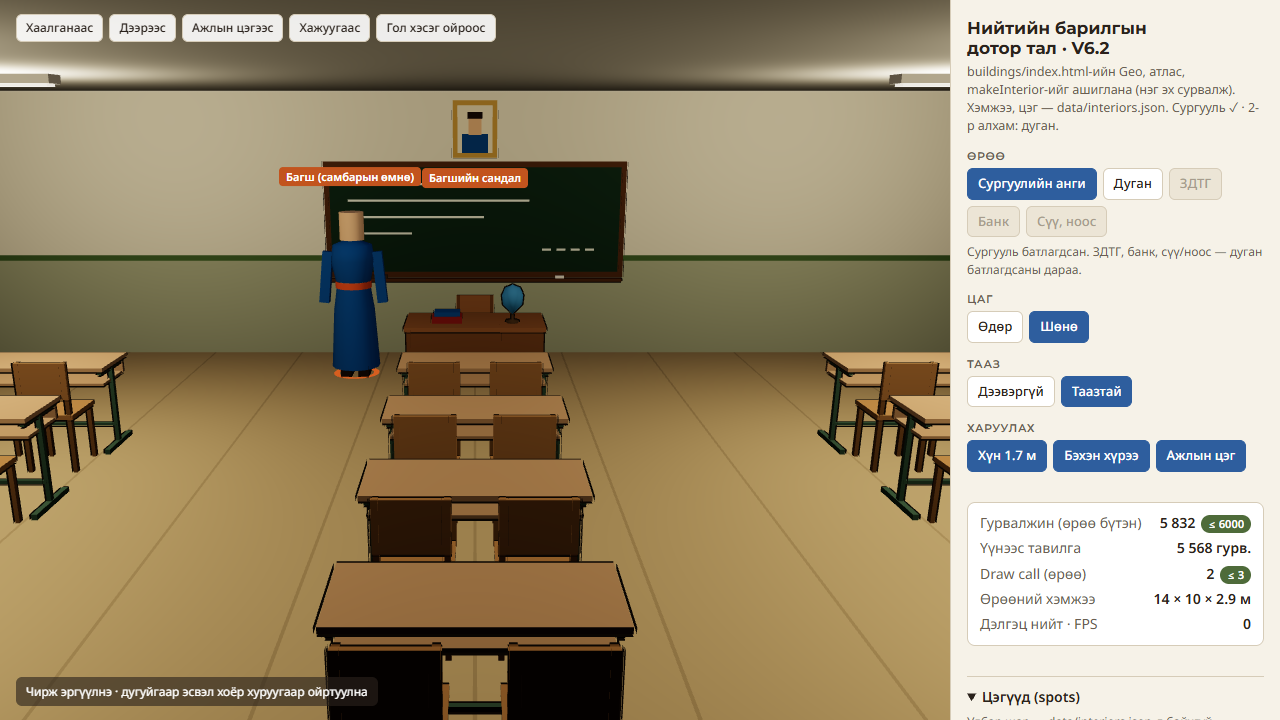 Хаалганаас
Дээрээс
Ажлын цэгээс
Хажуугаас
Гол хэсэг ойроос
Багш (самбарын өмнө)
Багшийн сандал
Чирж эргүүлнэ · дугуйгаар эсвэл хоёр хуруугаар ойртуулна
Нийтийн барилгын
дотор тал · V6.2
buildings/index.html-ийн Geo, атлас,
makeInterior-ийг ашиглана (нэг эх сурвалж).
Хэмжээ, цэг — data/interiors.json. Сургууль ✓ · 2-
р алхам: дуган.
ӨРӨӨ
Сургуулийн анги
Дуган
ЗДТГ
Банк
Сүү, ноос
Сургууль батлагдсан. ЗДТГ, банк, сүү/ноос — дуган
батлагдсаны дараа.
ЦАГ
Өдөр
Шөнө
ТААЗ
Дээвэргүй
Таазтай
ХАРУУЛАХ
Хүн 1.7 м
Бэхэн хүрээ
Ажлын цэг
Гурвалжин (өрөө бүтэн) 5 832 ≤ 6000
Үүнээс тавилга 5 568 гурв.
Draw call (өрөө) 2 ≤ 3
Өрөөний хэмжээ 14 × 10 × 2.9 м
Дэлгэц нийт · FPS 0
▼ Цэгүүд (spots)